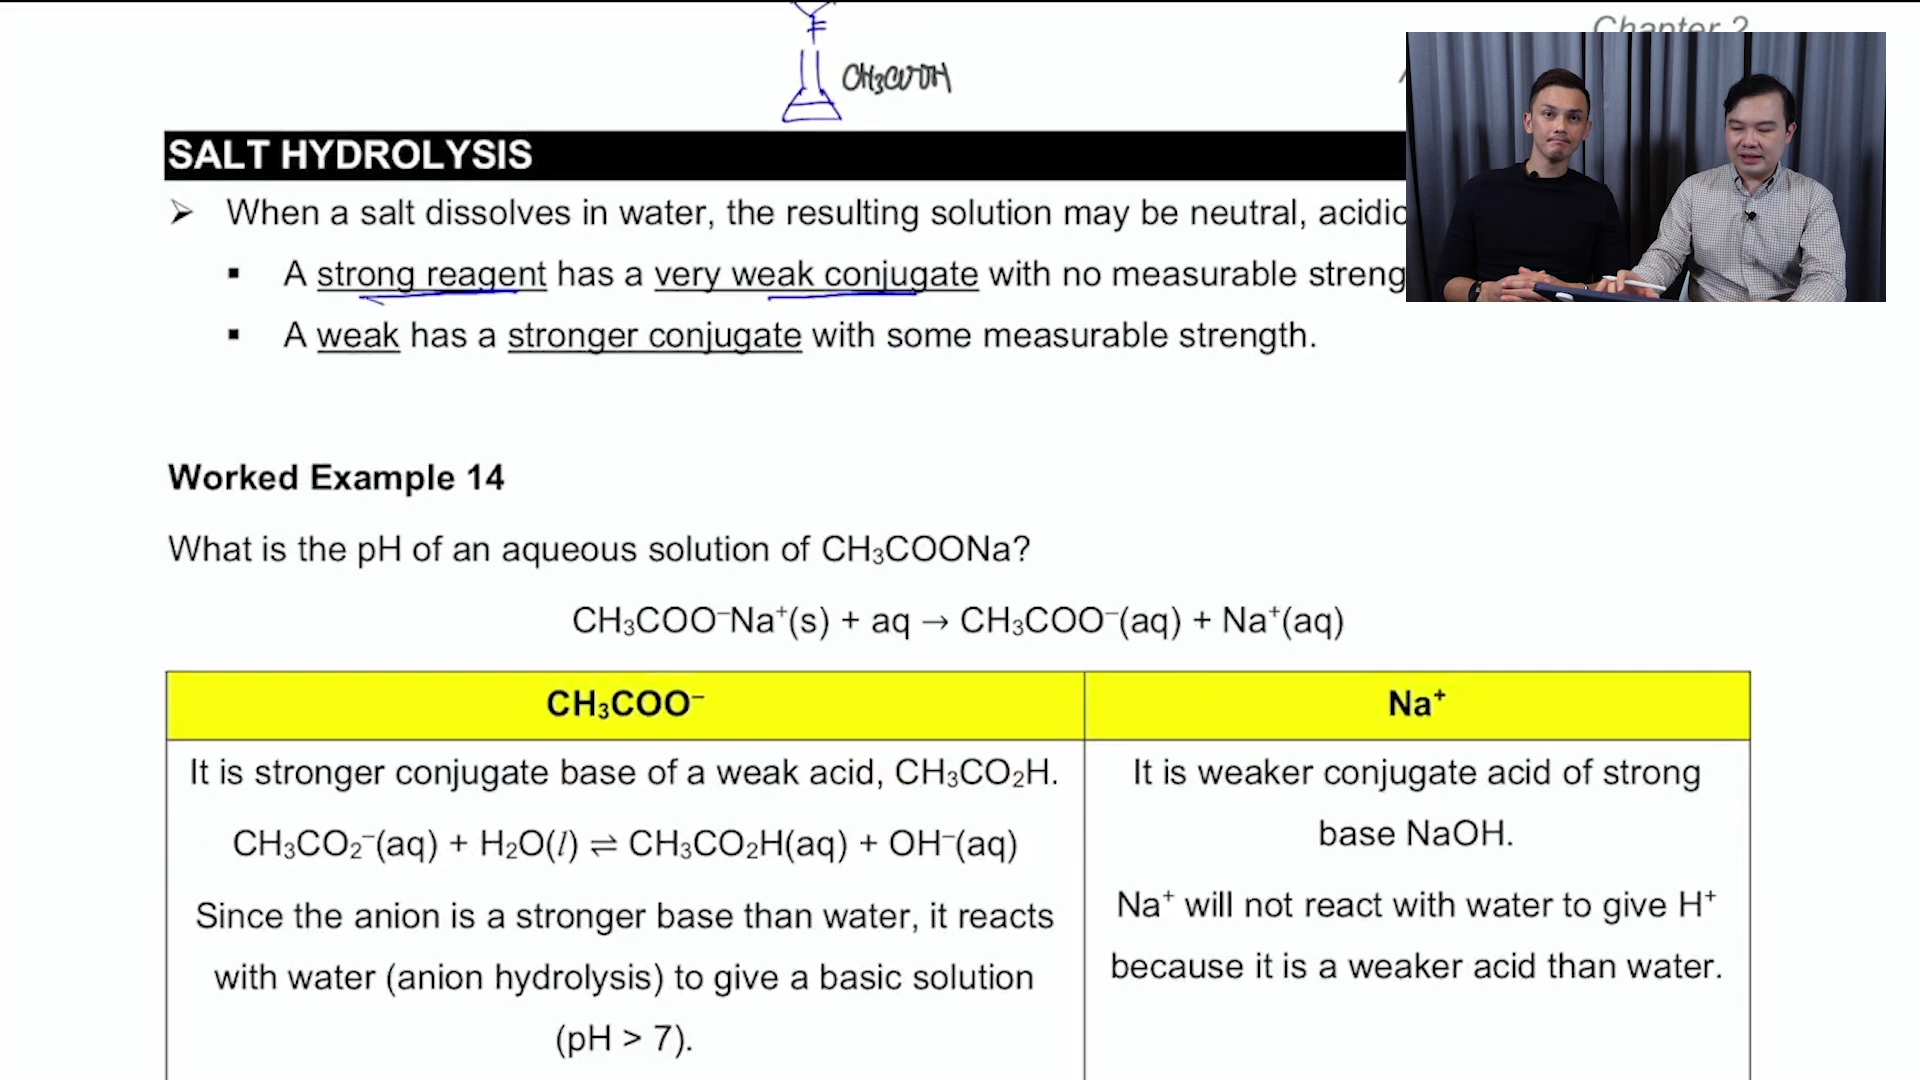 Chapter 2
CH₃COOH
SALT HYDROLYSIS
➢ When a salt dissolves in water, the resulting solution may be neutral, acidic
▪ A strong reagent has a very weak conjugate with no measurable
▪ A weak has a stronger conjugate with some measurable strength.
Worked Example 14
What is the pH of an aqueous solution of CH₃COONa?
CH₃COO⁻Na⁺(s) + aq → CH₃COO⁻(aq) + Na⁺(aq)
CH₃COO⁻
It is stronger conjugate base of a weak acid, CH₃CO₂H.
CH₃CO₂⁻(aq) + H₂O(l) ⇌ CH₃CO₂H(aq) + OH⁻(aq)
Since the anion is a stronger base than water, it reacts
with water (anion hydrolysis) to give a basic solution
(pH > 7).
Na⁺
It is weaker conjugate acid of strong
base NaOH.
Na⁺ will not react with water to give H⁺
because it is a weaker acid than water.